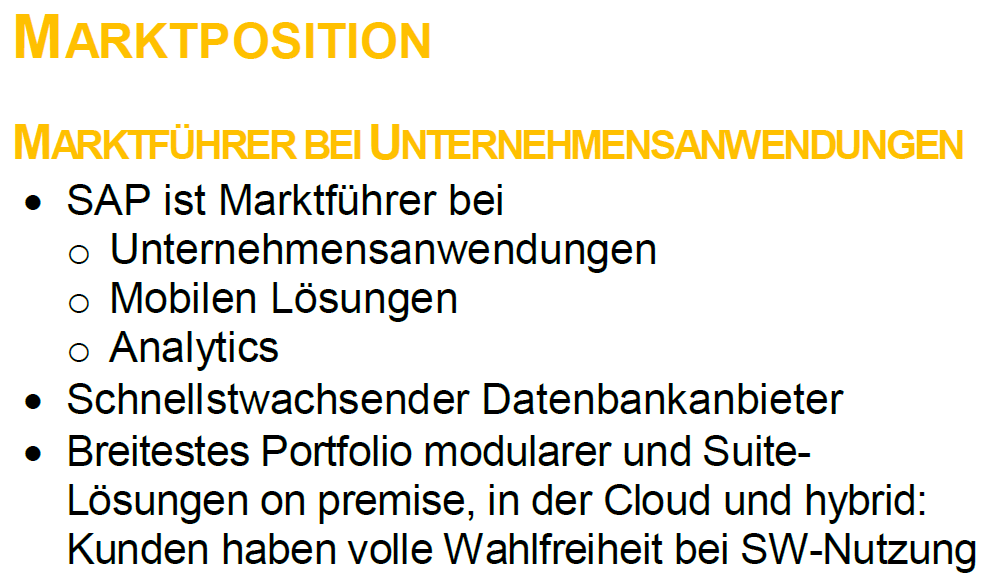 MARKTPOSITION
MARKTFÜHRER BEI UNTERNEHMENSANWENDUNGEN
• SAP ist Marktführer bei
o Unternehmensanwendungen
o Mobilen Lösungen
o Analytics
• Schnellstwachsender Datenbankanbieter
• Breitestes Portfolio modularer und Suite-
Lösungen on premise, in der Cloud und hybrid:
Kunden haben volle Wahlfreiheit bei SW-Nutzung